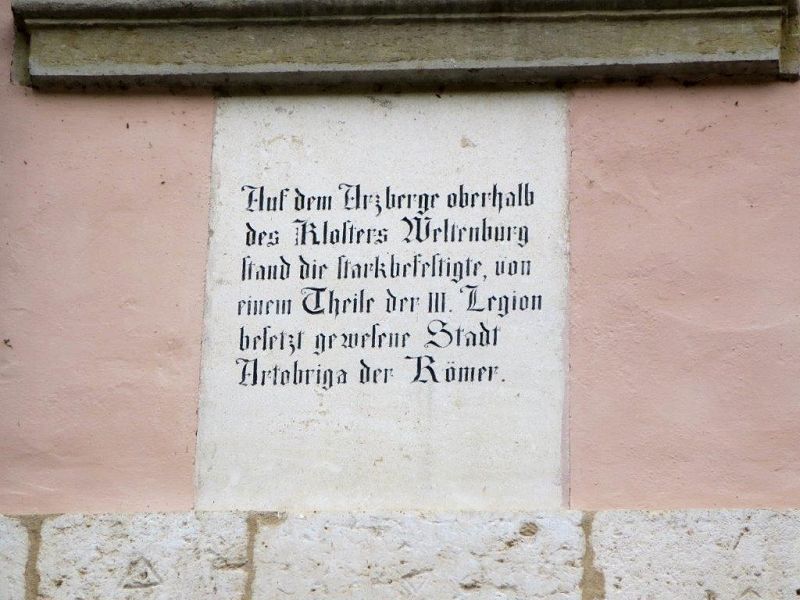 Auf dem Arzberge oberhalb
des Klosters Weltenburg
stand die starkbefestigte, von
einem Theile der III. Legion
besetzt gewesene Stadt
Artobriga der Römer.